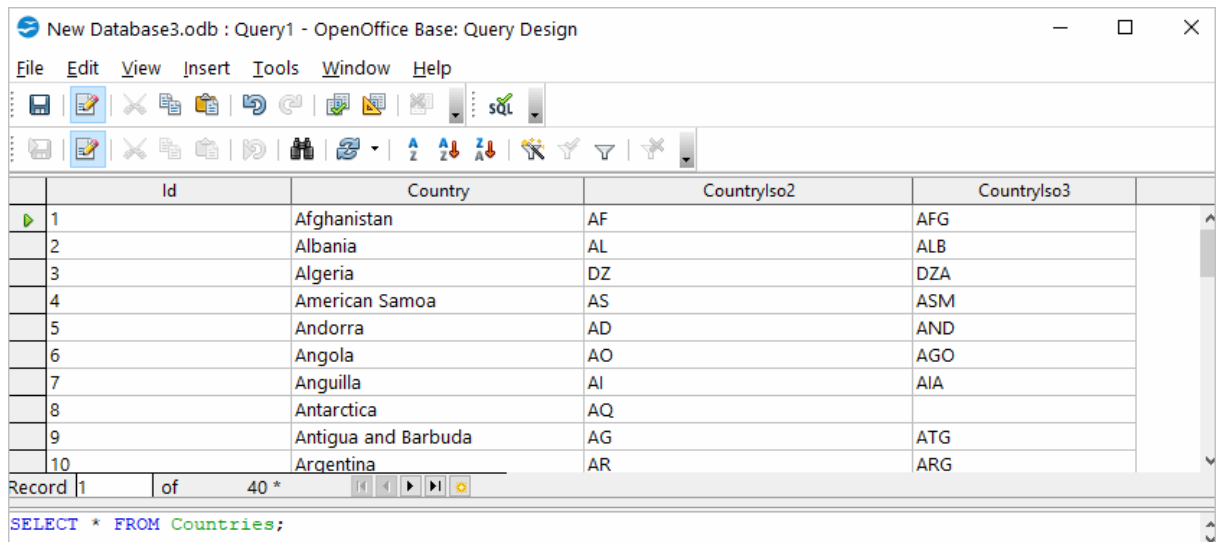 New Database3.odb : Query1 - OpenOffice Base: Query Design
File Edit View Insert Tools Window Help
SQL
A Z A Z Z A
Id Country CountryIso2 CountryIso3
1 Afghanistan AF AFG
2 Albania AL ALB
3 Algeria DZ DZA
4 American Samoa AS ASM
5 Andorra AD AND
6 Angola AO AGO
7 Anguilla AI AIA
8 Antarctica AQ
9 Antigua and Barbuda AG ATG
10 Argentina AR ARG
Record 1 of 40 *
SELECT * FROM Countries;